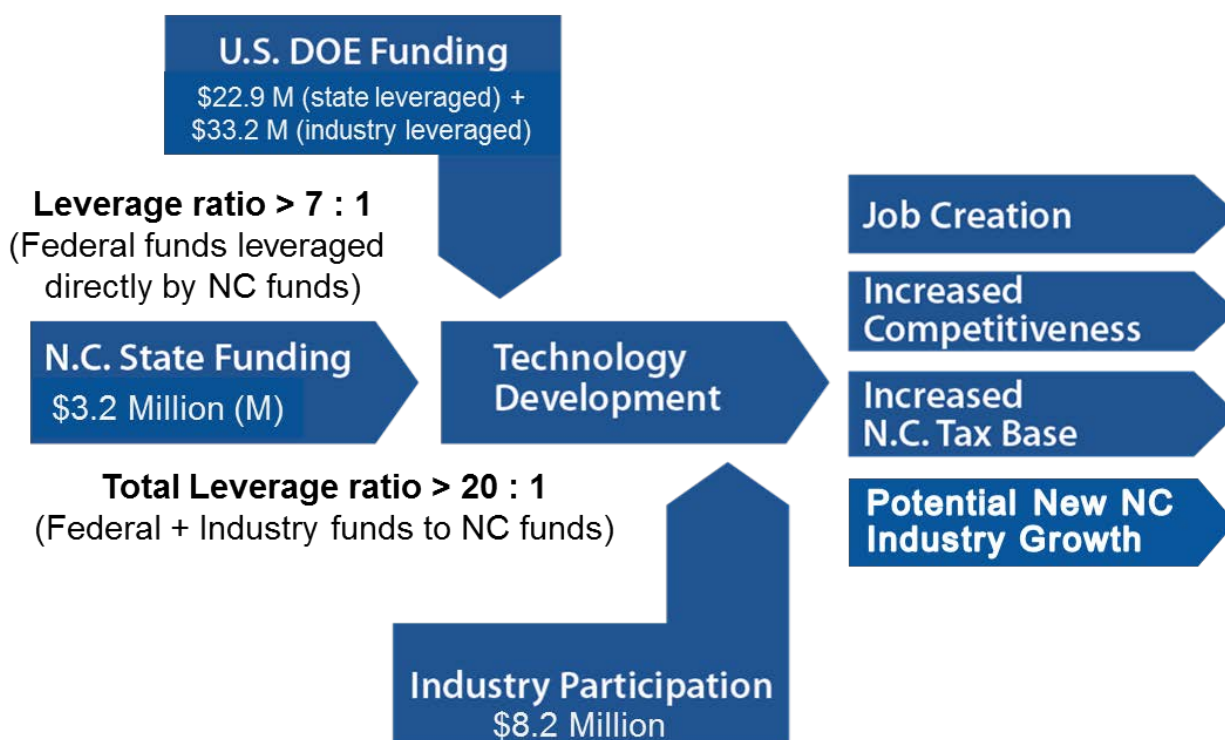 U.S. DOE Funding
$22.9 M (state leveraged) +
$33.2 M (industry leveraged)
Leverage ratio > 7 : 1
(Federal funds leveraged
directly by NC funds)
N.C. State Funding
$3.2 Million (M)
Technology
Development
Total Leverage ratio > 20 : 1
(Federal + Industry funds to NC funds)
Industry Participation
$8.2 Million
Job Creation
Increased
Competitiveness
Increased
N.C. Tax Base
Potential New NC
Industry Growth